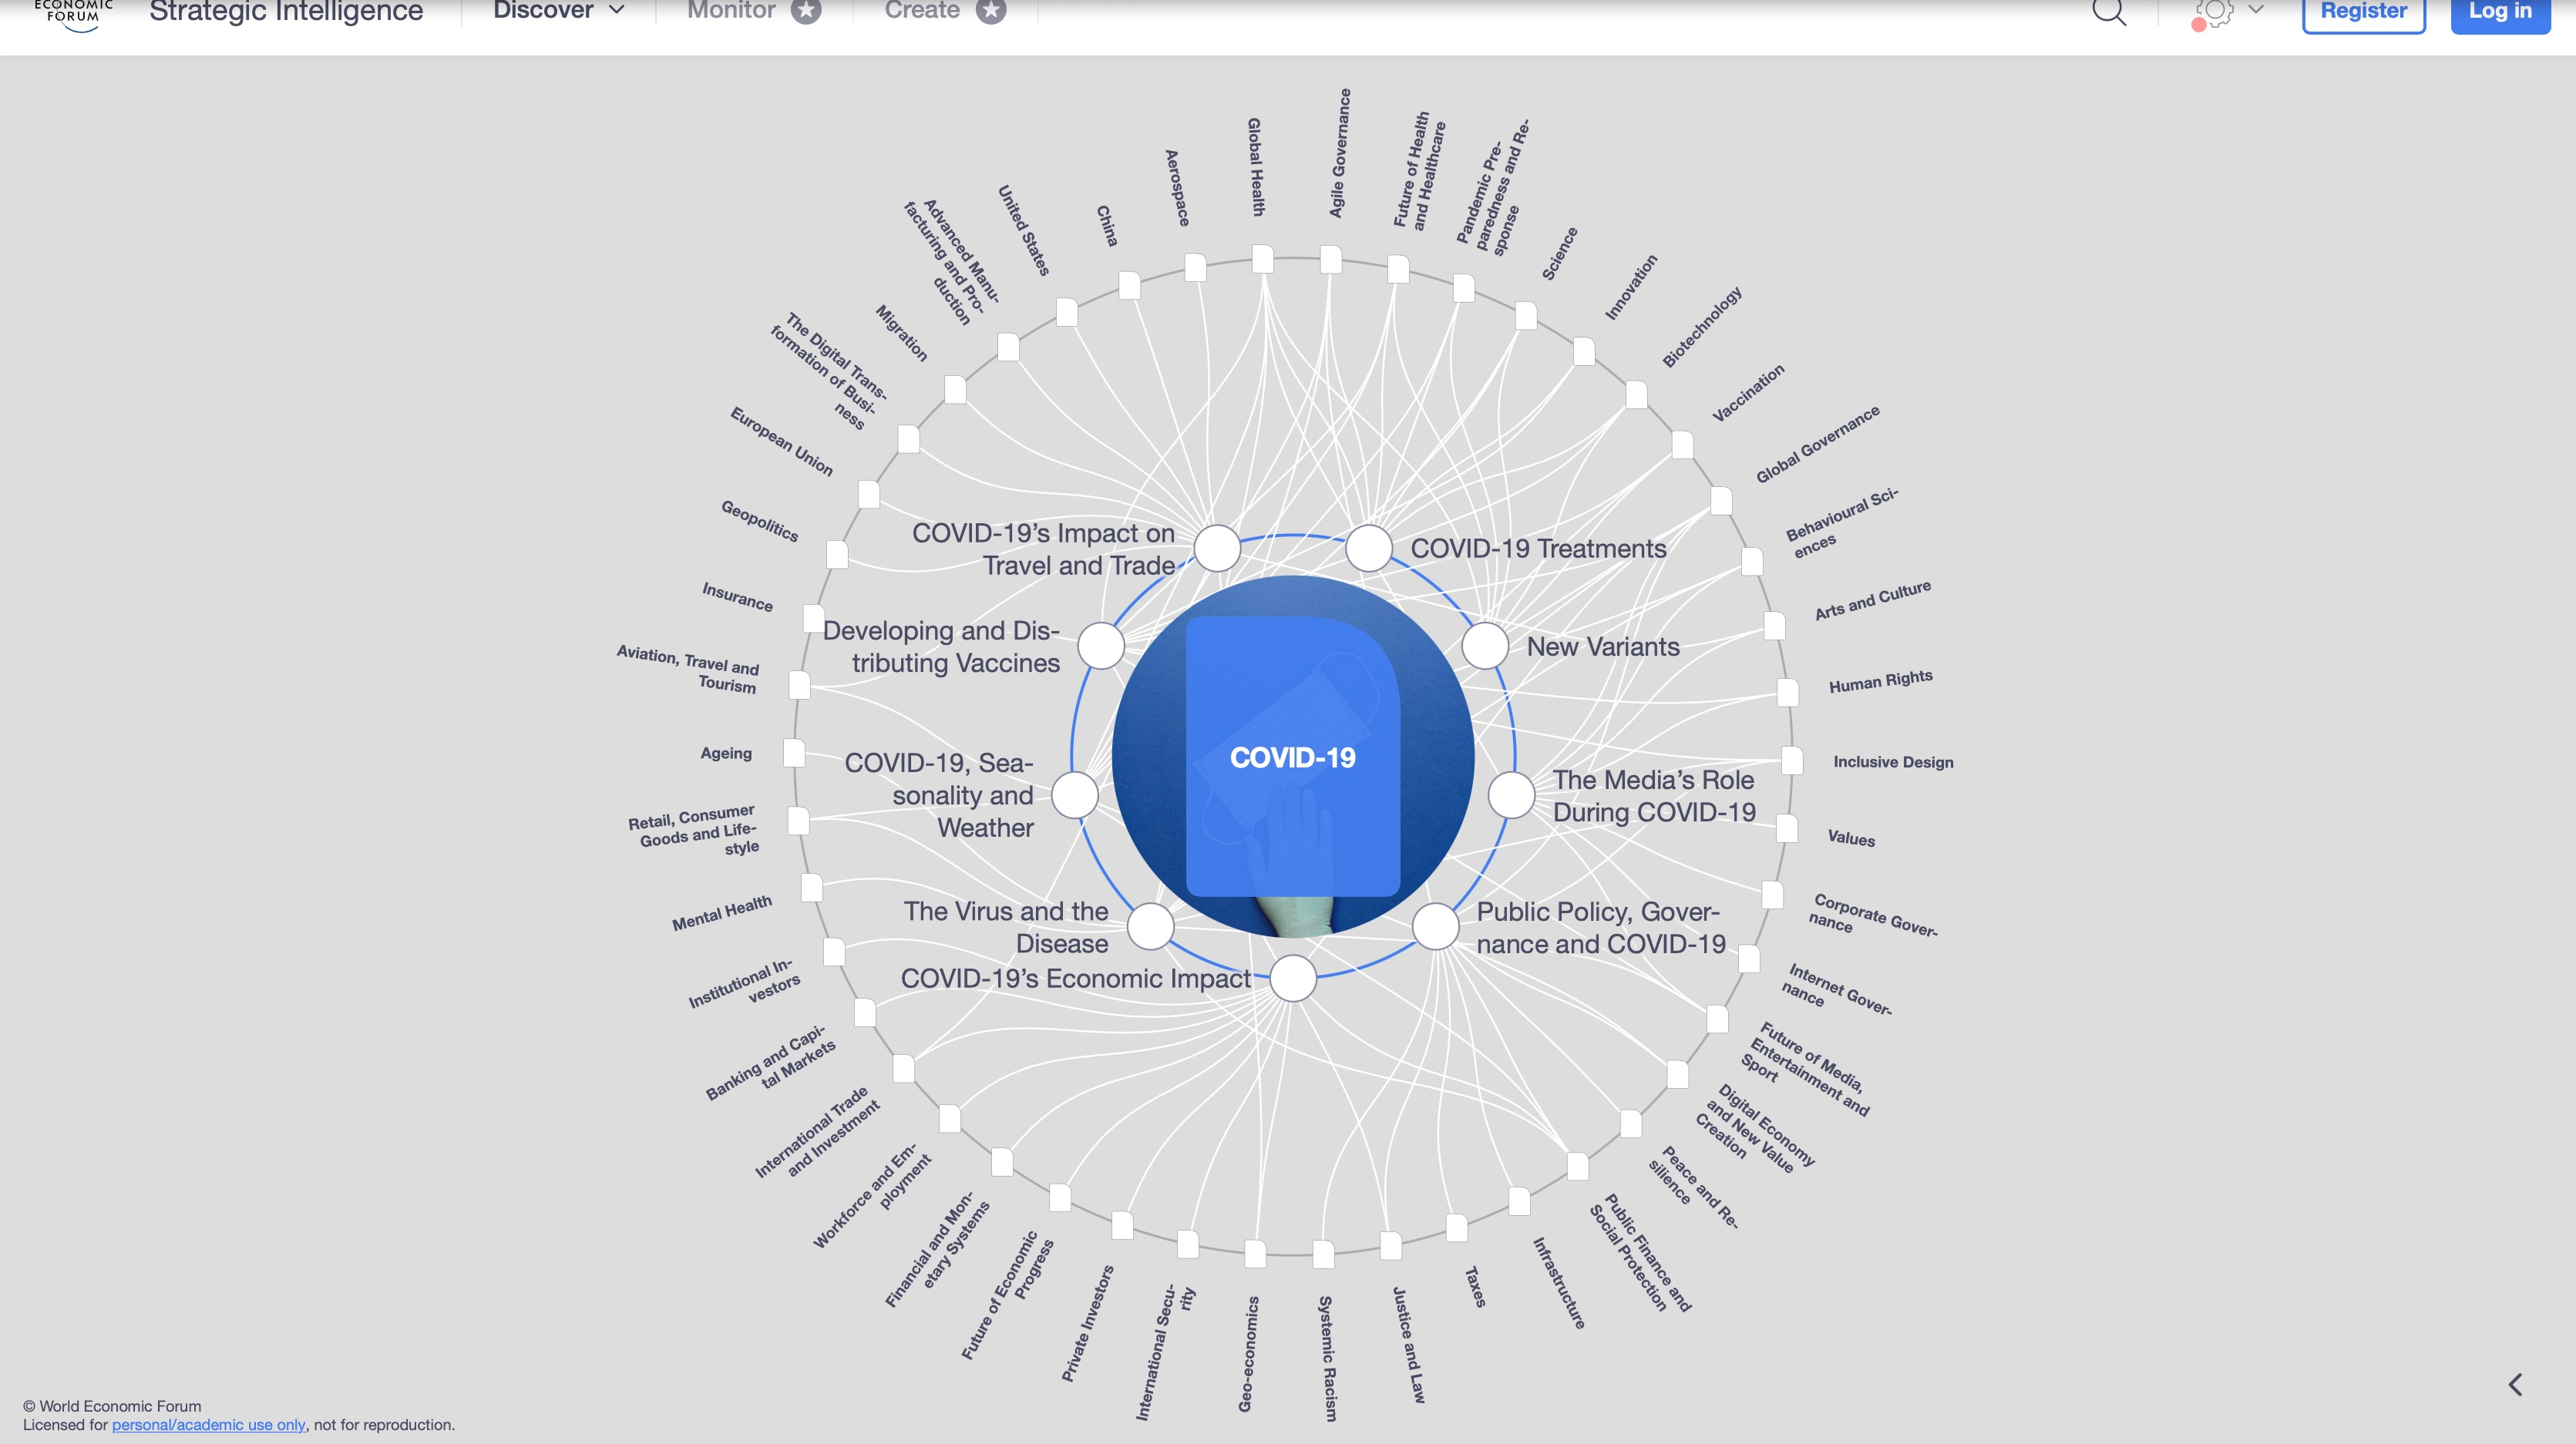 ECONOMIC
FORUM
Strategic Intelligence
Discover
Monitor
Create
Register
Log in
Global Health
Agile Governance
Future of Health
and Healthcare
Pandemic Pre-
paredness and Re-
sponse
Science
Innovation
Biotechnology
Vaccination
Global Governance
Behavioural Sci-
ences
Arts and Culture
Human Rights
Inclusive Design
Values
Corporate Gover-
nance
Internet Gover-
nance
Future of Media,
Entertainment and
Sport
Digital Economy
and New Value
Creation
Peace and Re-
silience
Public Finance and
Social Protection
Infrastructure
Taxes
Justice and Law
Systemic Racism
Geo-economics
International Secu-
rity
Private Investors
Future of Economic
Progress
Financial and Mon-
etary Systems
Workforce and Em-
ployment
International Trade
and Investment
Banking and Capi-
tal Markets
Institutional In-
vestors
Mental Health
Retail, Consumer
Goods and Life-
style
Ageing
Aviation, Travel and
Tourism
Insurance
Geopolitics
European Union
The Digital Trans-
formation of Busi-
ness
Migration
Advanced Manu-
facturing and Pro-
duction
United States
China
Aerospace
COVID-19’s Impact on
Travel and Trade
COVID-19 Treatments
Developing and Dis-
tributing Vaccines
New Variants
COVID-19
COVID-19, Sea-
sonality and
Weather
The Media’s Role
During COVID-19
The Virus and the
Disease
Public Policy, Gover-
nance and COVID-19
COVID-19’s Economic Impact
© World Economic Forum
Licensed for personal/academic use only, not for reproduction.